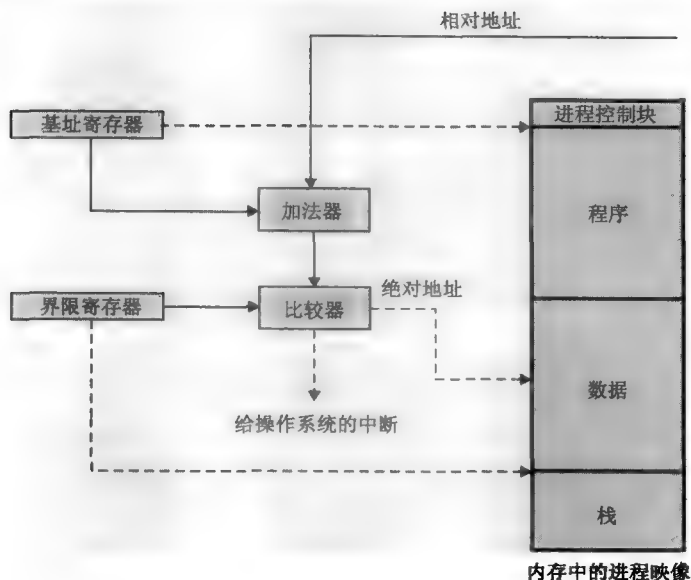 相对地址
基址寄存器
进程控制块
加法器
程序
界限寄存器
比较器
绝对地址
数据
给操作系统的中断
栈
内存中的进程映像